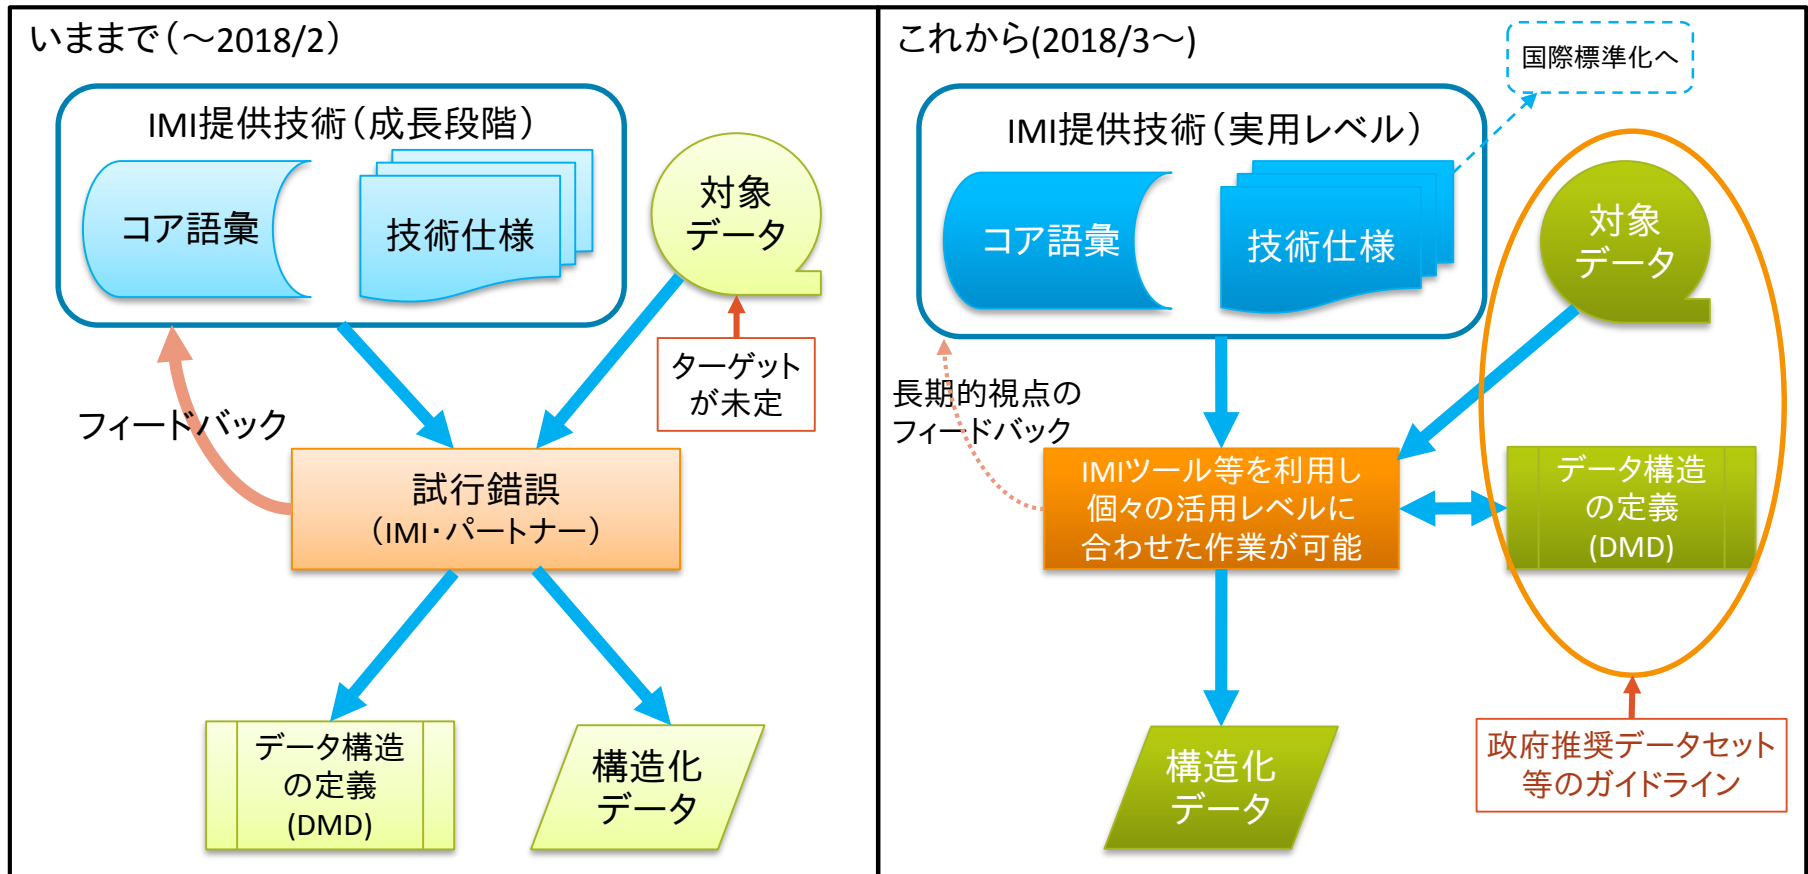 いままで（～2018/2）
IMI提供技術（成長段階）
コア語彙
技術仕様
対象
データ
ターゲット
が未定
フィードバック
試行錯誤
（IMI・パートナー）
データ構造
の定義
(DMD)
構造化
データ
これから(2018/3～)
国際標準化へ
IMI提供技術（実用レベル）
コア語彙
技術仕様
対象
データ
長期的視点の
フィードバック
IMIツール等を利用し
個々の活用レベルに
合わせた作業が可能
データ構造
の定義
(DMD)
構造化
データ
政府推奨データセット
等のガイドライン